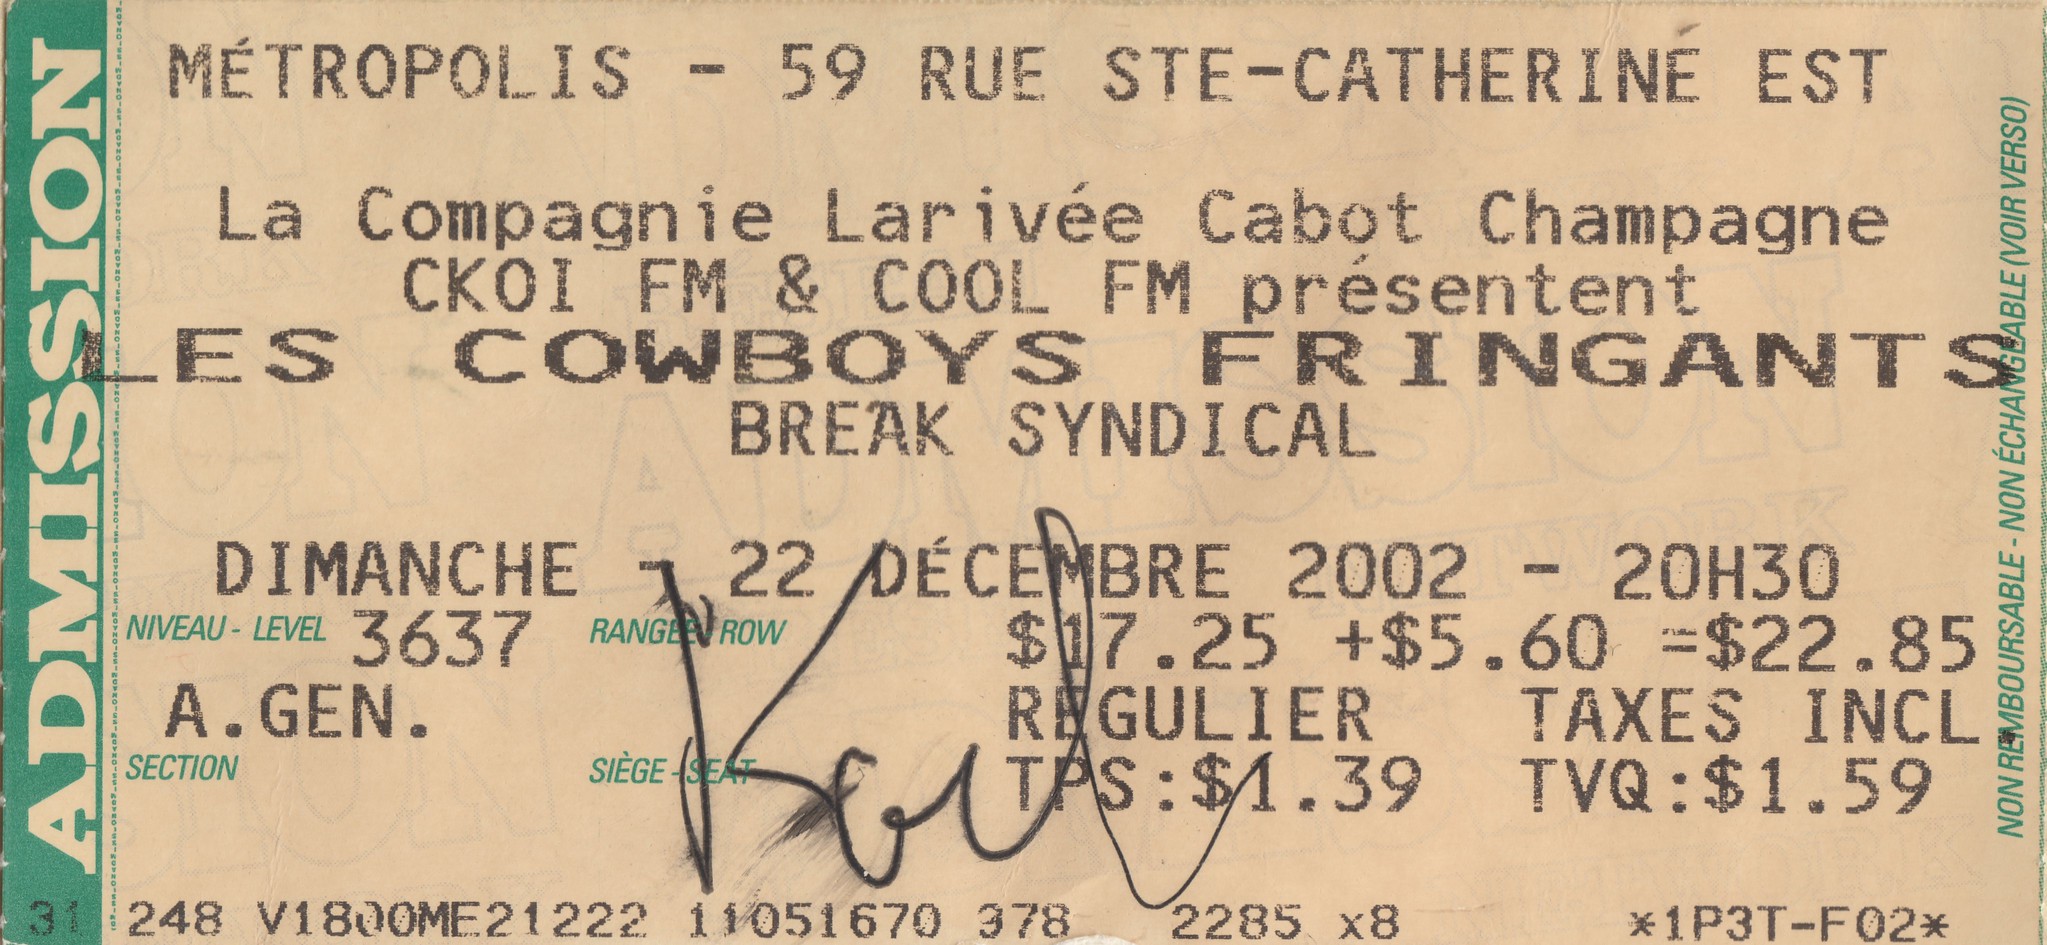 ADMISSION
MÉTROPOLIS - 59 RUE STE-CATHERINE EST
La Compagnie Larivée Cabot Champagne
CKOI FM & COOL FM présentent
LES COWBOYS FRINGANTS
BREAK SYNDICAL
DIMANCHE - 22 DÉCEMBRE 2002 - 20H30
NIVEAU - LEVEL 3637 RANGÉE ROW $17.25 +$5.60 =$22.85
A.GEN. REGULIER TAXES INCL.
SECTION SIÈGE - SEAT TPS:$1.39 TVQ:$1.59
31 248 V1800ME21222 11051670 978 2285 x8 *1P3T-F02*
NON REMBOURSABLE - NON ÉCHANGEABLE (VOIR VERSO)